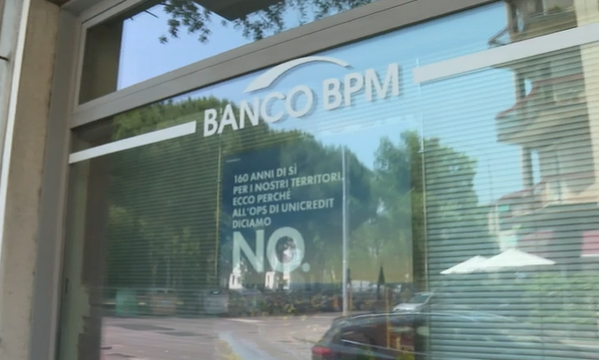 BANCO BPM
160 ANNI DI SÌ
PER I NOSTRI TERRITORI.
ECCO PERCHÉ
ALL'OPS DI UNICREDIT
DICIAMO
NO.